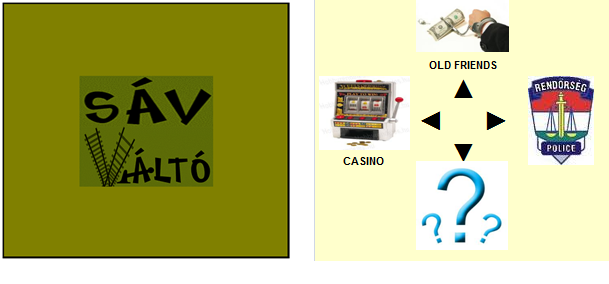 SÁV
VÁLTÓ
OLD FRIENDS
CASINO
RENDŐRSÉG
POLICE
???